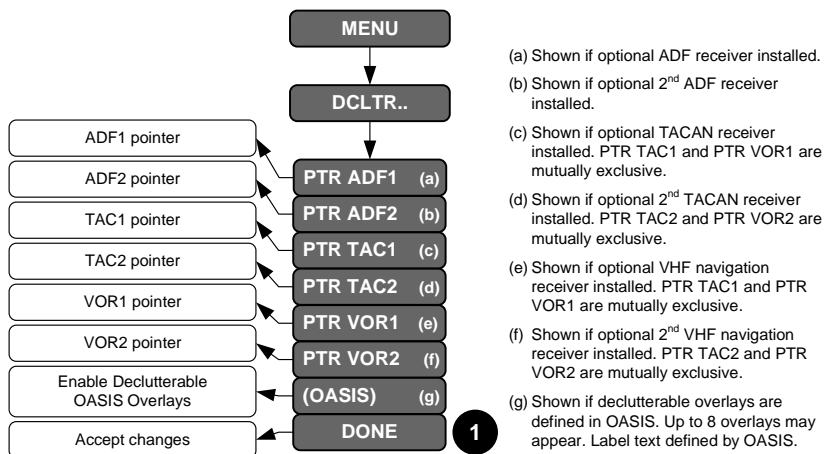 MENU
DCLTR..
ADF1 pointer
PTR ADF1 (a)
ADF2 pointer
PTR ADF2 (b)
TAC1 pointer
PTR TAC1 (c)
TAC2 pointer
PTR TAC2 (d)
VOR1 pointer
PTR VOR1 (e)
VOR2 pointer
PTR VOR2 (f)
Enable Declutterable
OASIS Overlays
(OASIS) (g)
Accept changes
DONE
1
(a) Shown if optional ADF receiver installed.
(b) Shown if optional 2nd ADF receiver
installed.
(c) Shown if optional TACAN receiver
installed. PTR TAC1 and PTR VOR1 are
mutually exclusive.
(d) Shown if optional 2nd TACAN receiver
installed. PTR TAC2 and PTR VOR2 are
mutually exclusive.
(e) Shown if optional VHF navigation
receiver installed. PTR TAC1 and PTR
VOR1 are mutually exclusive.
(f) Shown if optional 2nd VHF navigation
receiver installed. PTR TAC2 and PTR
VOR2 are mutually exclusive.
(g) Shown if declutterable overlays are
defined in OASIS. Up to 8 overlays may
appear. Label text defined by OASIS.